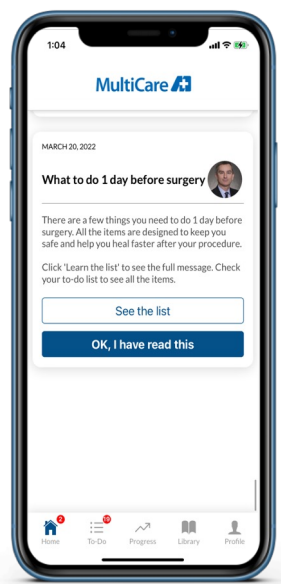 1:04
MultiCare
MARCH 20, 2022
What to do 1 day before surgery
There are a few things you need to do 1 day before
surgery. All the items are designed to keep you
safe and help you heal faster after your procedure.
Click 'Learn the list' to see the full message. Check
your to-do list to see all the items.
See the list
OK, I have read this
2
19
Home
To-Do
Progress
Library
Profile